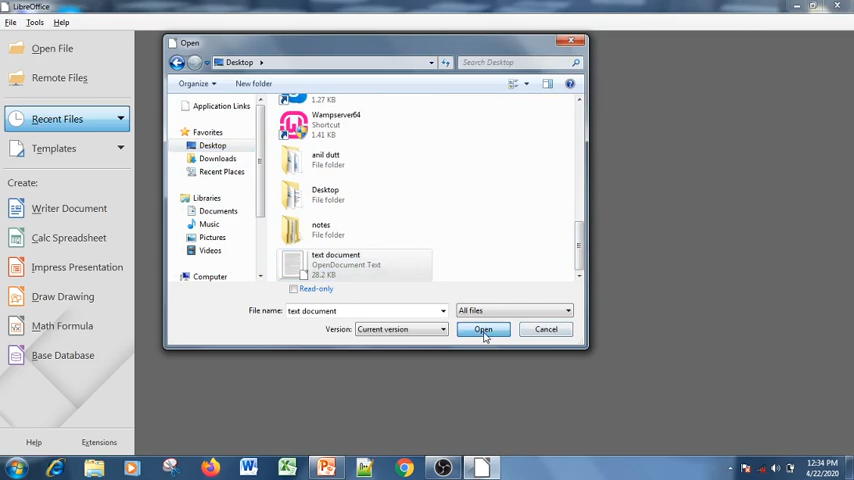 LibreOffice
File Tools Help
Open File
Remote Files
Recent Files
Templates
Create:
Writer Document
Calc Spreadsheet
Impress Presentation
Draw Drawing
Math Formula
Base Database
Help Extensions
Open
Desktop
Search Desktop
Organize New folder
Application Links
Favorites
Desktop
Downloads
Recent Places
Libraries
Documents
Music
Pictures
Videos
Computer
1.27 KB
Wampserver64
Shortcut
1.41 KB
anil dutt
File folder
Desktop
File folder
notes
File folder
text document
OpenDocument Text
28.2 KB
Read-only
File name: text document All files
Version: Current version Open Cancel
12:34 PM
4/22/2020